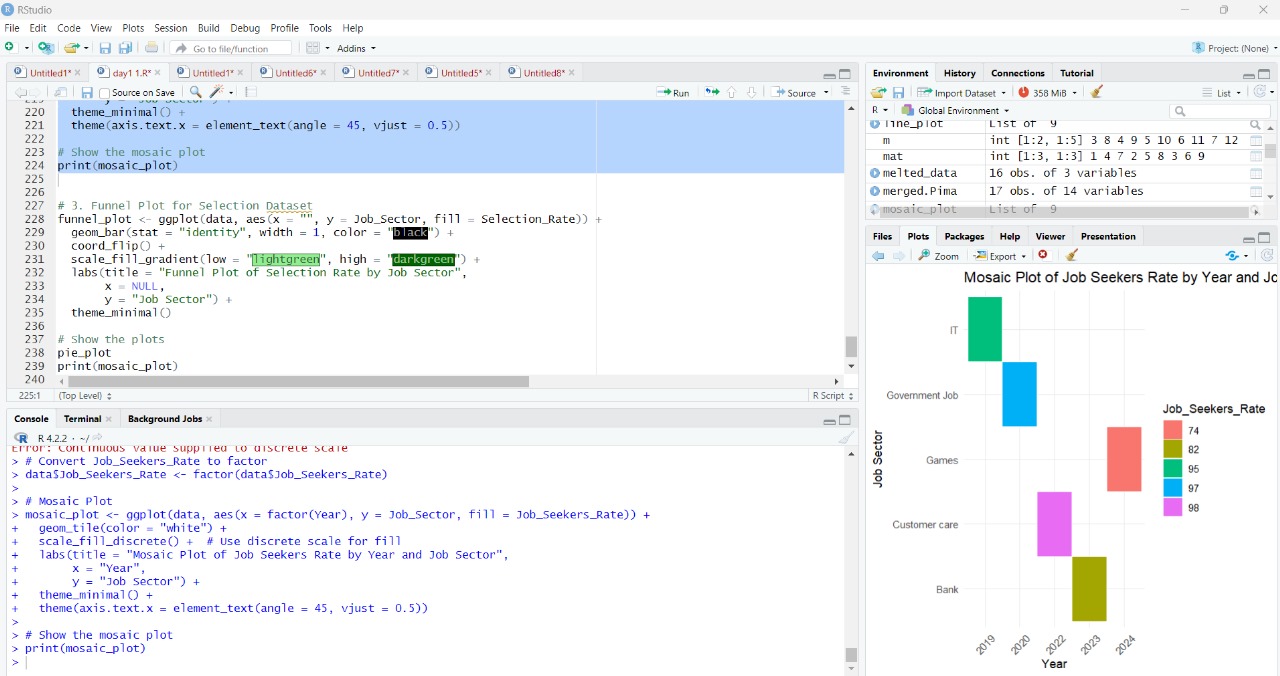 RStudio
File Edit Code View Plots Session Build Debug Profile Tools Help
Go to file/function Addins Project: (None)
Untitled1* day1 1.R* Untitled1* Untitled6* Untitled7* Untitled5* Untitled8*
Source on Save Run Source
220 theme_minimal() +
221 theme(axis.text.x = element_text(angle = 45, vjust = 0.5))
222
223 # Show the mosaic plot
224 print(mosaic_plot)
225
226
227 # 3. Funnel Plot for Selection Dataset
228 funnel_plot <- ggplot(data, aes(x = "", y = Job_Sector, fill = Selection_Rate)) +
229 geom_bar(stat = "identity", width = 1, color = "black") +
230 coord_flip() +
231 scale_fill_gradient(low = "lightgreen", high = "darkgreen") +
232 labs(title = "Funnel Plot of Selection Rate by Job Sector",
233 x = NULL,
234 y = "Job Sector") +
235 theme_minimal()
236
237 # Show the plots
238 pie_plot
239 print(mosaic_plot)
240
225:1 (Top Level) R Script
Console Terminal Background Jobs
R 4.2.2 · ~/
Error: Continuous value supplied to discrete scale
> # Convert Job_Seekers_Rate to factor
> data$Job_Seekers_Rate <- factor(data$Job_Seekers_Rate)
>
> # Mosaic Plot
> mosaic_plot <- ggplot(data, aes(x = factor(Year), y = Job_Sector, fill = Job_Seekers_Rate)) +
+ geom_tile(color = "white") +
+ scale_fill_discrete() + # Use discrete scale for fill
+ labs(title = "Mosaic Plot of Job Seekers Rate by Year and Job Sector",
+ x = "Year",
+ y = "Job Sector") +
+ theme_minimal() +
+ theme(axis.text.x = element_text(angle = 45, vjust = 0.5))
>
> # Show the mosaic plot
> print(mosaic_plot)
>
Environment History Connections Tutorial
Import Dataset 358 MiB List
R Global Environment
line_plot List of 9
m int [1:2, 1:5] 3 8 4 9 5 10 6 11 7 12
mat int [1:3, 1:3] 1 4 7 2 5 8 3 6 9
melted_data 16 obs. of 3 variables
merged.Pima 17 obs. of 14 variables
mosaic_plot List of 9
Files Plots Packages Help Viewer Presentation
Zoom Export
Mosaic Plot of Job Seekers Rate by Year and Jo
IT
Government Job
Games
Customer care
Bank
Job Sector
2019 2020 2022 2023 2024
Year
Job_Seekers_Rate
74
82
95
97
98